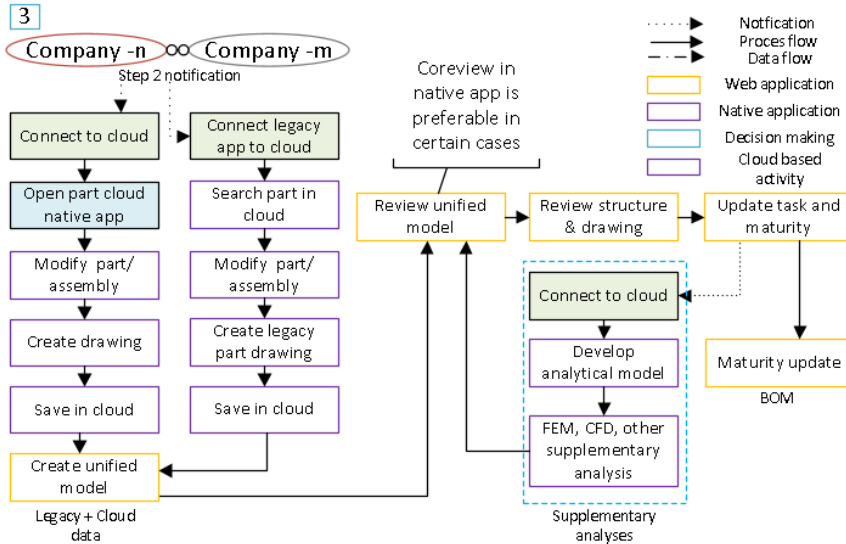 3
Company -n
Company -m
Step 2 notification
Connect to cloud
Open part cloud
native app
Modify part/
assembly
Create drawing
Save in cloud
Create unified
model
Legacy + Cloud
data
Connect legacy
app to cloud
Search part in
cloud
Modify part/
assembly
Create legacy
part drawing
Save in cloud
Coreview in
native app is
preferable in
certain cases
Review unified
model
Review structure
& drawing
Update task and
maturity
Connect to cloud
Develop
analytical model
FEM, CFD, other
supplementary
analysis
Supplementary
analyses
Maturity update
BOM
Notfication
Proces flow
Data flow
Web application
Native application
Decision making
Cloud based
activity